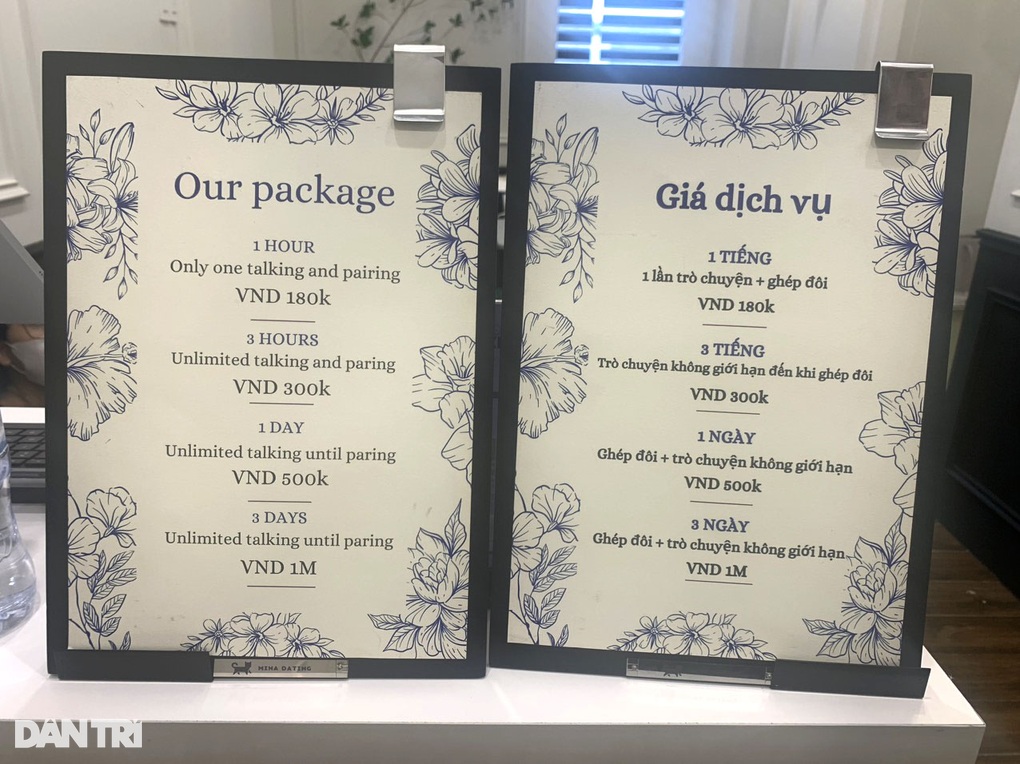 Our package
1 HOUR
Only one talking and pairing
VND 180k
3 HOURS
Unlimited talking and paring
VND 300k
1 DAY
Unlimited talking until paring
VND 500k
3 DAYS
Unlimited talking until paring
VND 1M
MINA DATING
Giá dịch vụ
1 TIẾNG
1 lần trò chuyện + ghép đôi
VND 180k
3 TIẾNG
Trò chuyện không giới hạn đến khi ghép đôi
VND 300k
1 NGÀY
Ghép đôi + trò chuyện không giới hạn
VND 500k
3 NGÀY
Ghép đôi + trò chuyện không giới hạn
VND 1M
DÂN TRÍ